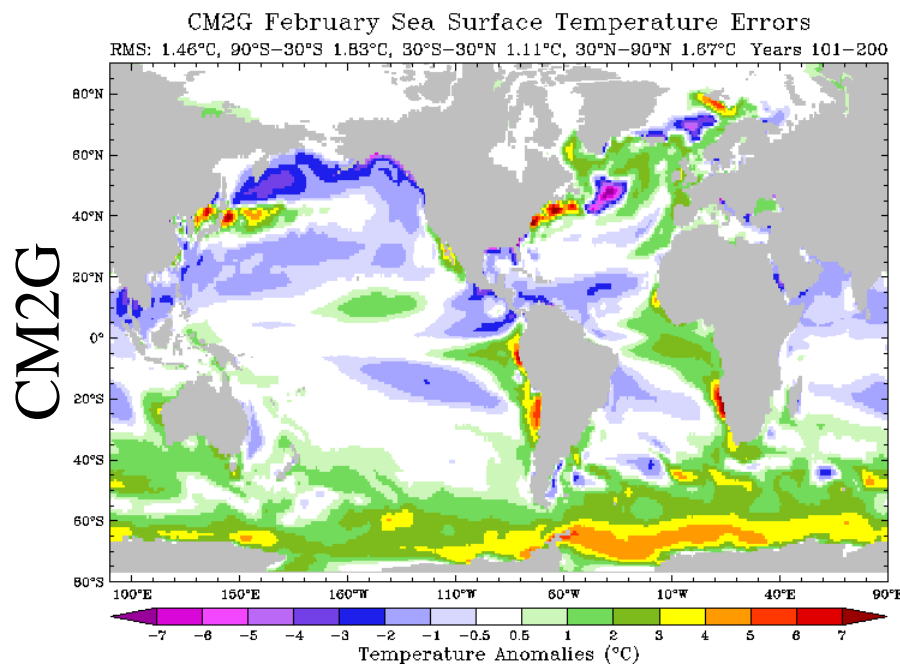 CM2G February Sea Surface Temperature Errors
RMS: 1.46°C, 90°S-30°S 1.83°C, 30°S-30°N 1.11°C, 30°N-90°N 1.67°C Years 101-200
CM2G
80°N
60°N
40°N
20°N
0°
20°S
40°S
60°S
80°S
100°E 150°E 160°W 110°W 60°W 10°W 40°E 90°E
-7 -6 -5 -4 -3 -2 -1 -0.5 0.5 1 2 3 4 5 6 7
Temperature Anomalies (°C)